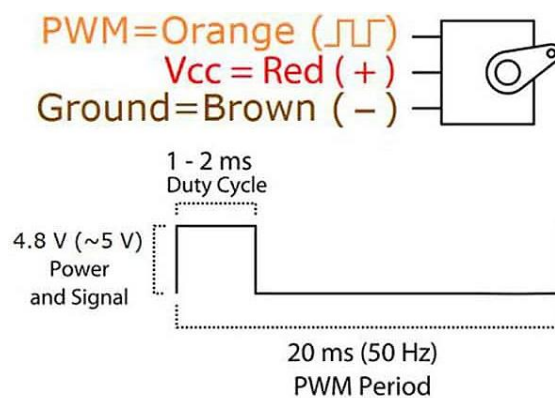 PWM=Orange (⎍⎍)
Vcc = Red (+)
Ground=Brown (−)
1 - 2 ms
Duty Cycle
4.8 V (~5 V)
Power
and Signal
20 ms (50 Hz)
PWM Period